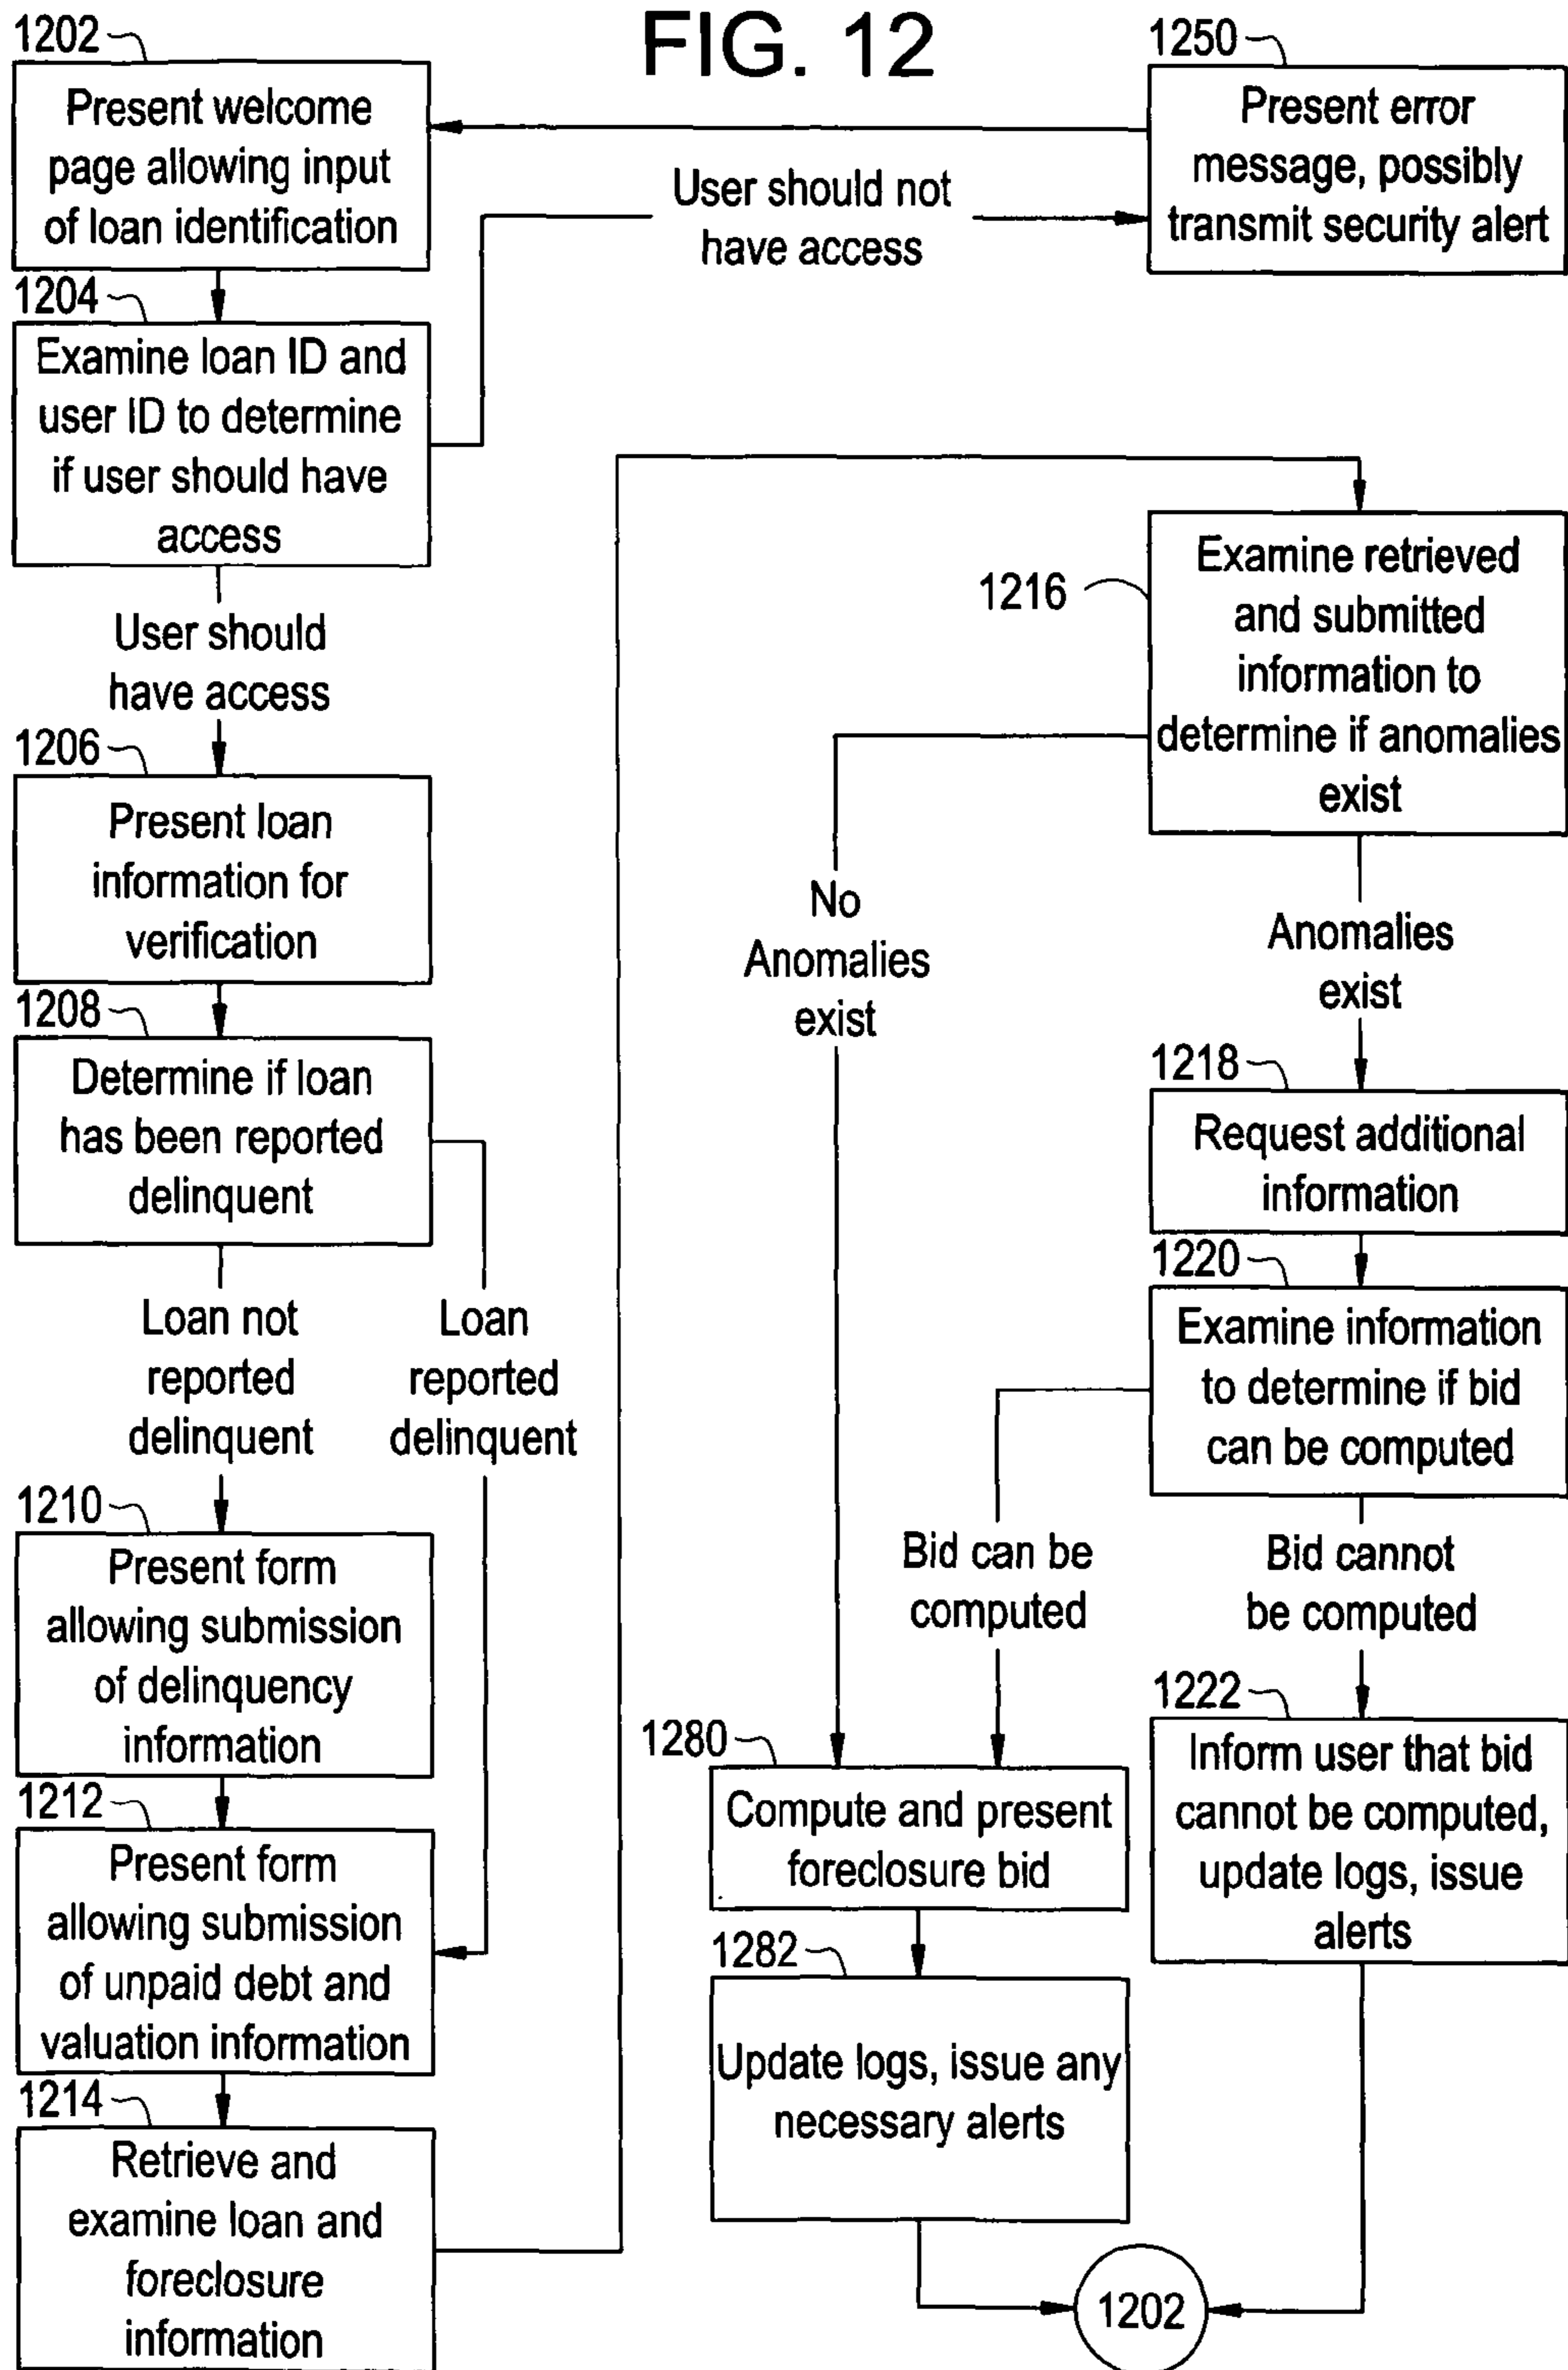 FIG. 12
1202
Present welcome
page allowing input
of loan identification
1250
Present error
message, possibly
transmit security alert
User should not
have access
1204
Examine loan ID and
user ID to determine
if user should have
access
User should
have access
1206
Present loan
information for
verification
1208
Determine if loan
has been reported
delinquent
Loan not
reported
delinquent
Loan
reported
delinquent
1210
Present form
allowing submission
of delinquency
information
1212
Present form
allowing submission
of unpaid debt and
valuation information
1214
Retrieve and
examine loan and
foreclosure
information
1216
Examine retrieved
and submitted
information to
determine if anomalies
exist
No
Anomalies
exist
Anomalies
exist
1218
Request additional
information
1220
Examine information
to determine if bid
can be computed
Bid can be
computed
Bid cannot
be computed
1222
Inform user that bid
cannot be computed,
update logs, issue
alerts
1280
Compute and present
foreclosure bid
1282
Update logs, issue any
necessary alerts
1202